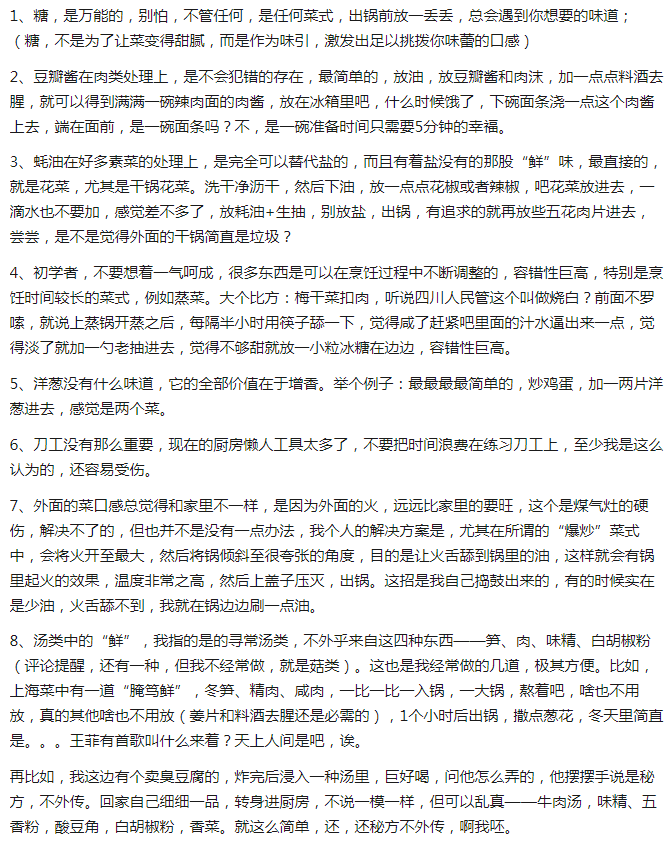 1、糖，是万能的，别怕，不管任何，是任何菜式，出锅前放一丢丢，总会遇到你想要的味道；
（糖，不是为了让菜变得甜腻，而是作为味引，激发出足以挑拨你味蕾的口感）
2、豆瓣酱在肉类处理上，是不会犯错的存在，最简单的，放油，放豆瓣酱和肉沫，加一点点料酒去
腥，就可以得到满满一碗辣肉面的肉酱，放在冰箱里吧，什么时候饿了，下碗面条浇一点这个肉酱
上去，端在面前，是一碗面条吗？不，是一碗准备时间只需要5分钟的幸福。
3、蚝油在好多素菜的处理上，是完全可以替代盐的，而且有着盐没有的那股“鲜”味，最直接的，
就是花菜，尤其是干锅花菜。洗干净沥干，然后下油，放一点点花椒或者辣椒，吧花菜放进去，一
滴水也不要加，感觉差不多了，放耗油+生抽，别放盐，出锅，有追求的就再放些五花肉片进去，
尝尝，是不是觉得外面的干锅简直是垃圾？
4、初学者，不要想着一气呵成，很多东西是可以在烹饪过程中不断调整的，容错性巨高，特别是烹
饪时间较长的菜式，例如蒸菜。大个比方：梅干菜扣肉，听说四川人民管这个叫做烧白？前面不罗
嗦，就说上蒸锅开蒸之后，每隔半小时用筷子舔一下，觉得咸了赶紧吧里面的汁水逼出来一点，觉
得淡了就加一勺老抽进去，觉得不够甜就放一小粒冰糖在边边，容错性巨高。
5、洋葱没有什么味道，它的全部价值在于增香。举个例子：最最最最简单的，炒鸡蛋，加一两片洋
葱进去，感觉是两个菜。
6、刀工没有那么重要，现在的厨房懒人工具太多了，不要把时间浪费在练习刀工上，至少我是这么
认为的，还容易受伤。
7、外面的菜口感总觉得和家里不一样，是因为外面的火，远远比家里的要旺，这个是煤气灶的硬
伤，解决不了的，但也并不是没有一点办法，我个人的解决方案是，尤其在所谓的“爆炒”菜式
中，会将火开至最大，然后将锅倾斜至很夸张的角度，目的是让火舌舔到锅里的油，这样就会有锅
里起火的效果，温度非常之高，然后上盖子压灭，出锅。这招是我自己捣鼓出来的，有的时候实在
是少油，火舌舔不到，我就在锅边边刷一点油。
8、汤类中的“鲜”，我指的是的寻常汤类，不外乎来自这四种东西——笋、肉、味精、白胡椒粉
（评论提醒，还有一种，但我不经常做，就是菇类）。这也是我经常做的几道，极其方便。比如，
上海菜中有一道“腌笃鲜”，冬笋、精肉、咸肉，一比一比一入锅，一大锅，熬着吧，啥也不用
放，真的其他啥也不用放（姜片和料酒去腥还是必需的），1个小时后出锅，撒点葱花，冬天里简直
是。。。王菲有首歌叫什么来着？天上人间是吧，诶。
再比如，我这边有个卖臭豆腐的，炸完后浸入一种汤里，巨好喝，问他怎么弄的，他摆摆手说是秘
方，不外传。回家自己细细一品，转身进厨房，不说一模一样，但可以乱真——牛肉汤，味精、五
香粉，酸豆角，白胡椒粉，香菜。就这么简单，还，还秘方不外传，啊我呸。